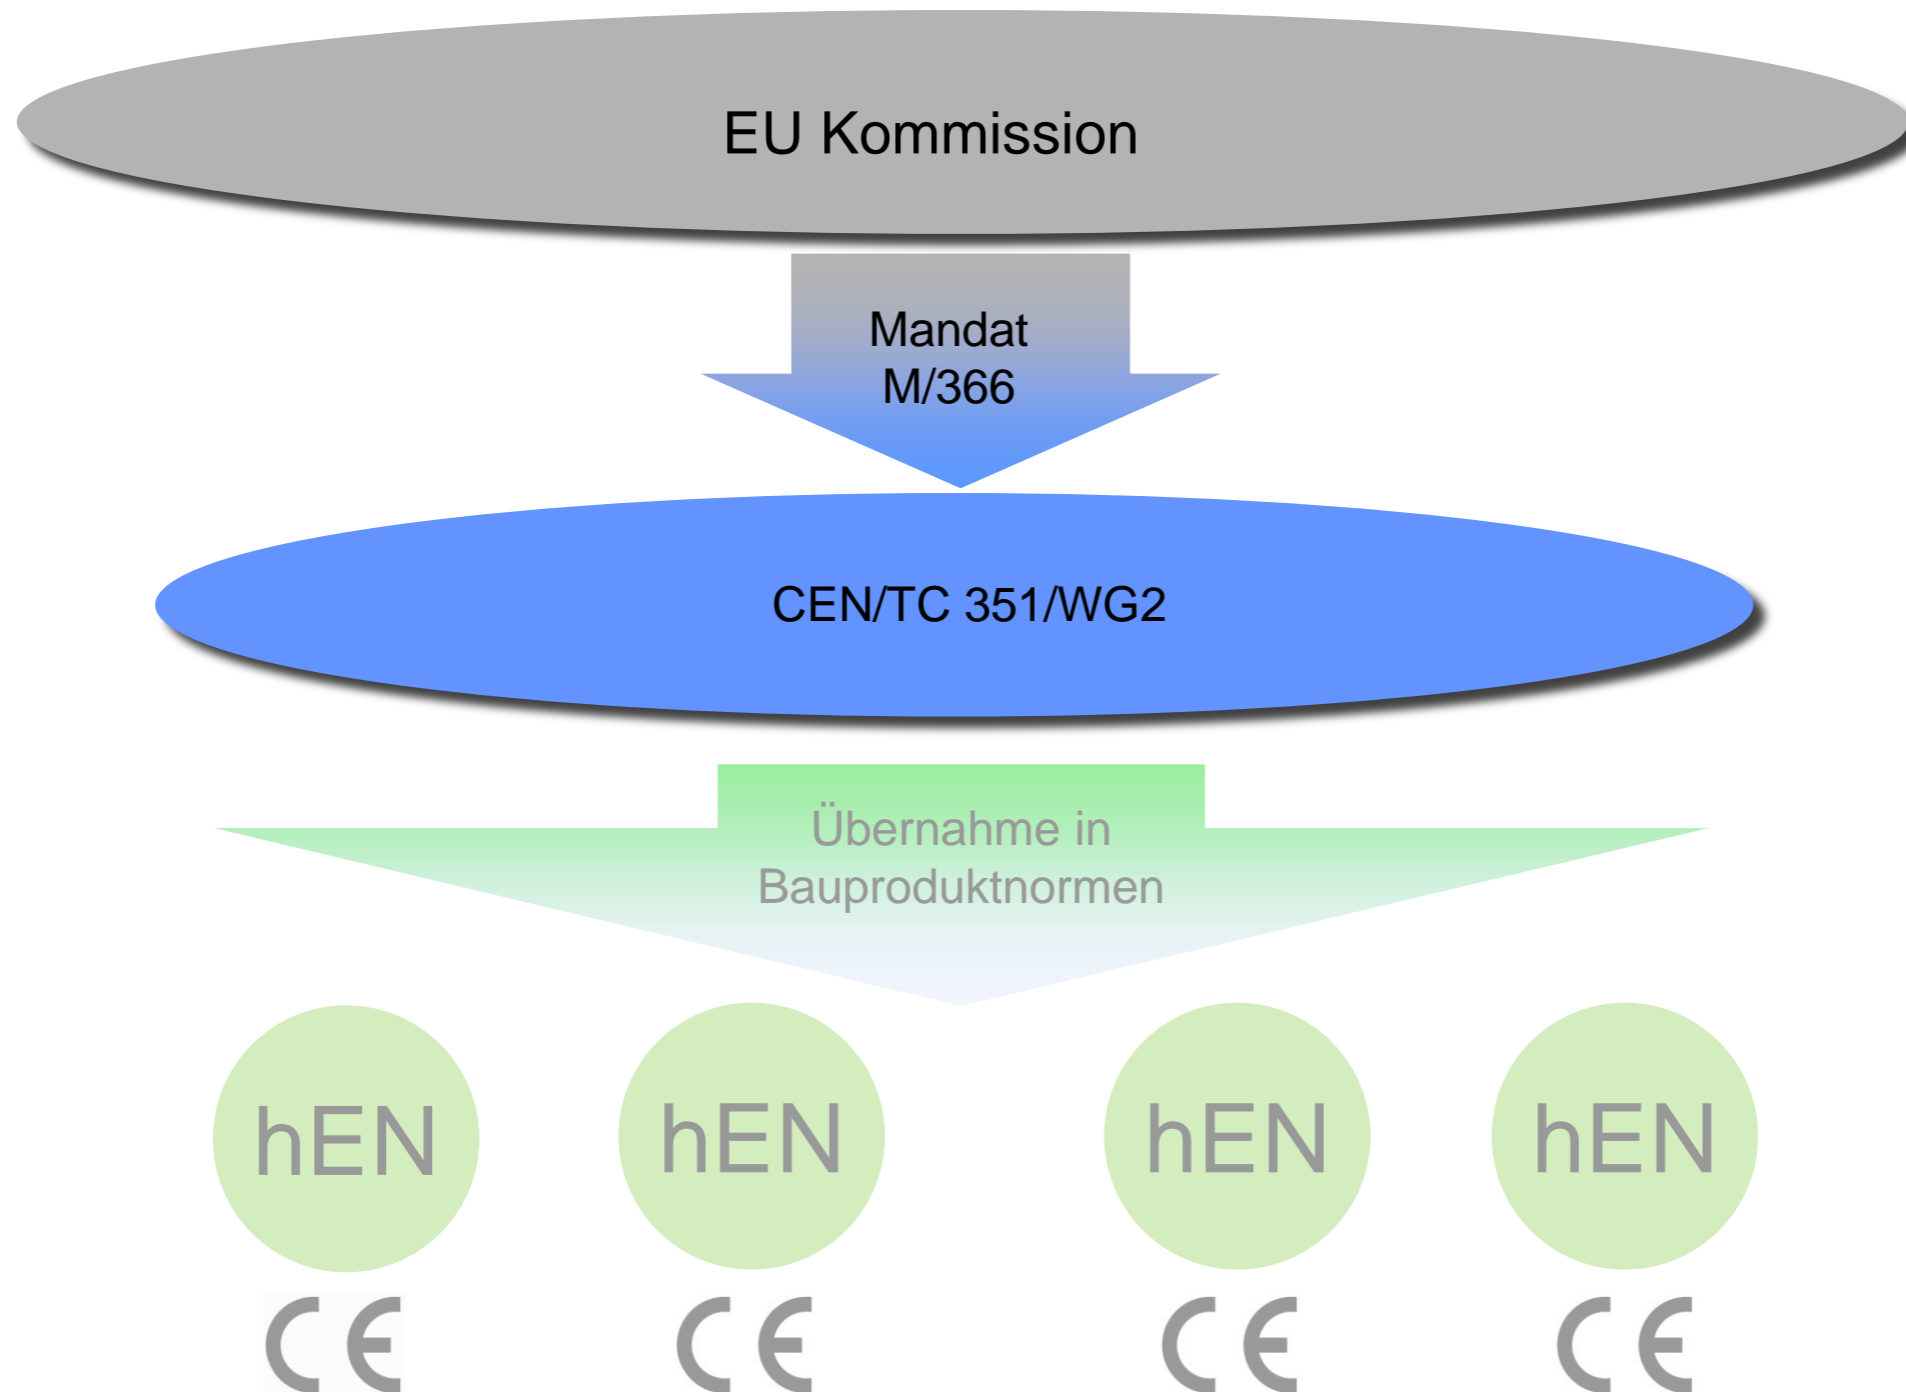 EU Kommission
Mandat
M/366
CEN/TC 351/WG2
Übernahme in
Bauproduktnormen
hEN hEN hEN hEN
CE CE CE CE